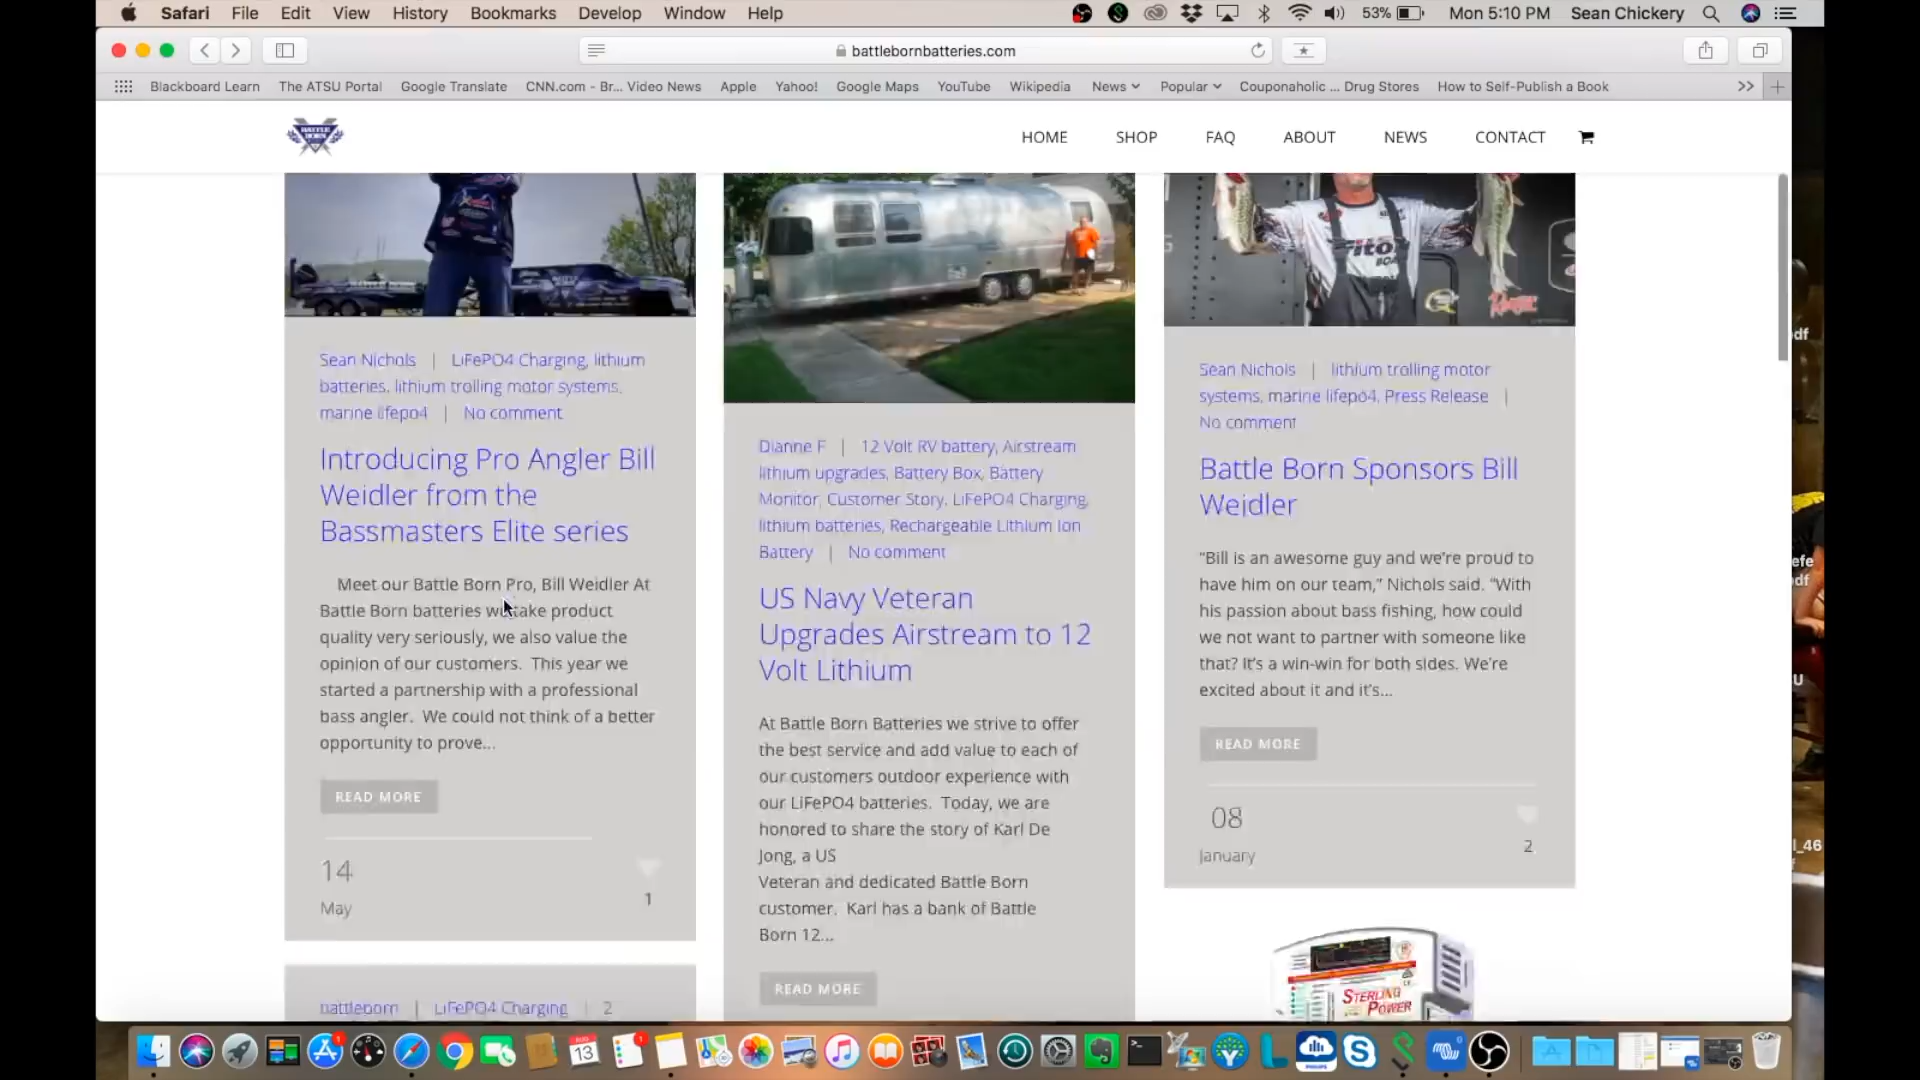 Safari File Edit View History Bookmarks Develop Window Help 53% Mon 5:10 PM Sean Chickery
battlebornbatteries.com
Blackboard Learn The ATSU Portal Google Translate CNN.com - Br... Video News Apple Yahoo! Google Maps YouTube Wikipedia News Popular Couponaholic ... Drug Stores How to Self-Publish a Book
BATTLE BORN
HOME SHOP FAQ ABOUT NEWS CONTACT
Sean Nichols | LiFePO4 Charging, lithium
batteries, lithium trolling motor systems,
marine lifepo4 | No comment
Introducing Pro Angler Bill
Weidler from the
Bassmasters Elite series
Meet our Battle Born Pro, Bill Weidler At
Battle Born batteries we take product
quality very seriously, we also value the
opinion of our customers. This year we
started a partnership with a professional
bass angler. We could not think of a better
opportunity to prove...
READ MORE
14
May
1
battleborn | LiFePO4 Charging | 2
Dianne F | 12 Volt RV battery, Airstream
lithium upgrades, Battery Box, Battery
Monitor, Customer Story, LiFePO4 Charging,
lithium batteries, Rechargeable Lithium Ion
Battery | No comment
US Navy Veteran
Upgrades Airstream to 12
Volt Lithium
At Battle Born Batteries we strive to offer
the best service and add value to each of
our customers outdoor experience with
our LiFePO4 batteries. Today, we are
honored to share the story of Karl De
Jong, a US
Veteran and dedicated Battle Born
customer. Karl has a bank of Battle
Born 12...
READ MORE
Sean Nichols | lithium trolling motor
systems, marine lifepo4, Press Release |
No comment
Battle Born Sponsors Bill
Weidler
"Bill is an awesome guy and we're proud to
have him on our team," Nichols said. "With
his passion about bass fishing, how could
we not want to partner with someone like
that? It's a win-win for both sides. We're
excited about it and it's...
READ MORE
08
January
2
STERLING
POWER
AUG
13